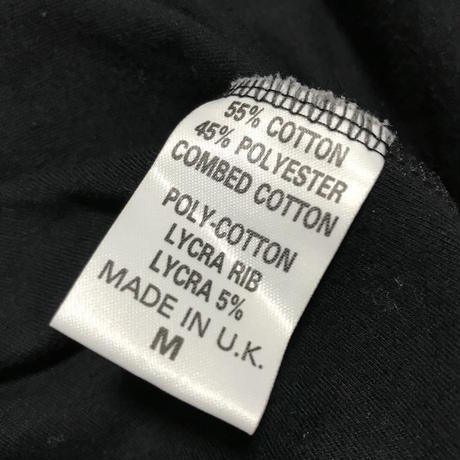 55% COTTON
45% POLYESTER
COMBED COTTON
POLY-COTTON
LYCRA RIB
LYCRA 5%
MADE IN U.K.
M